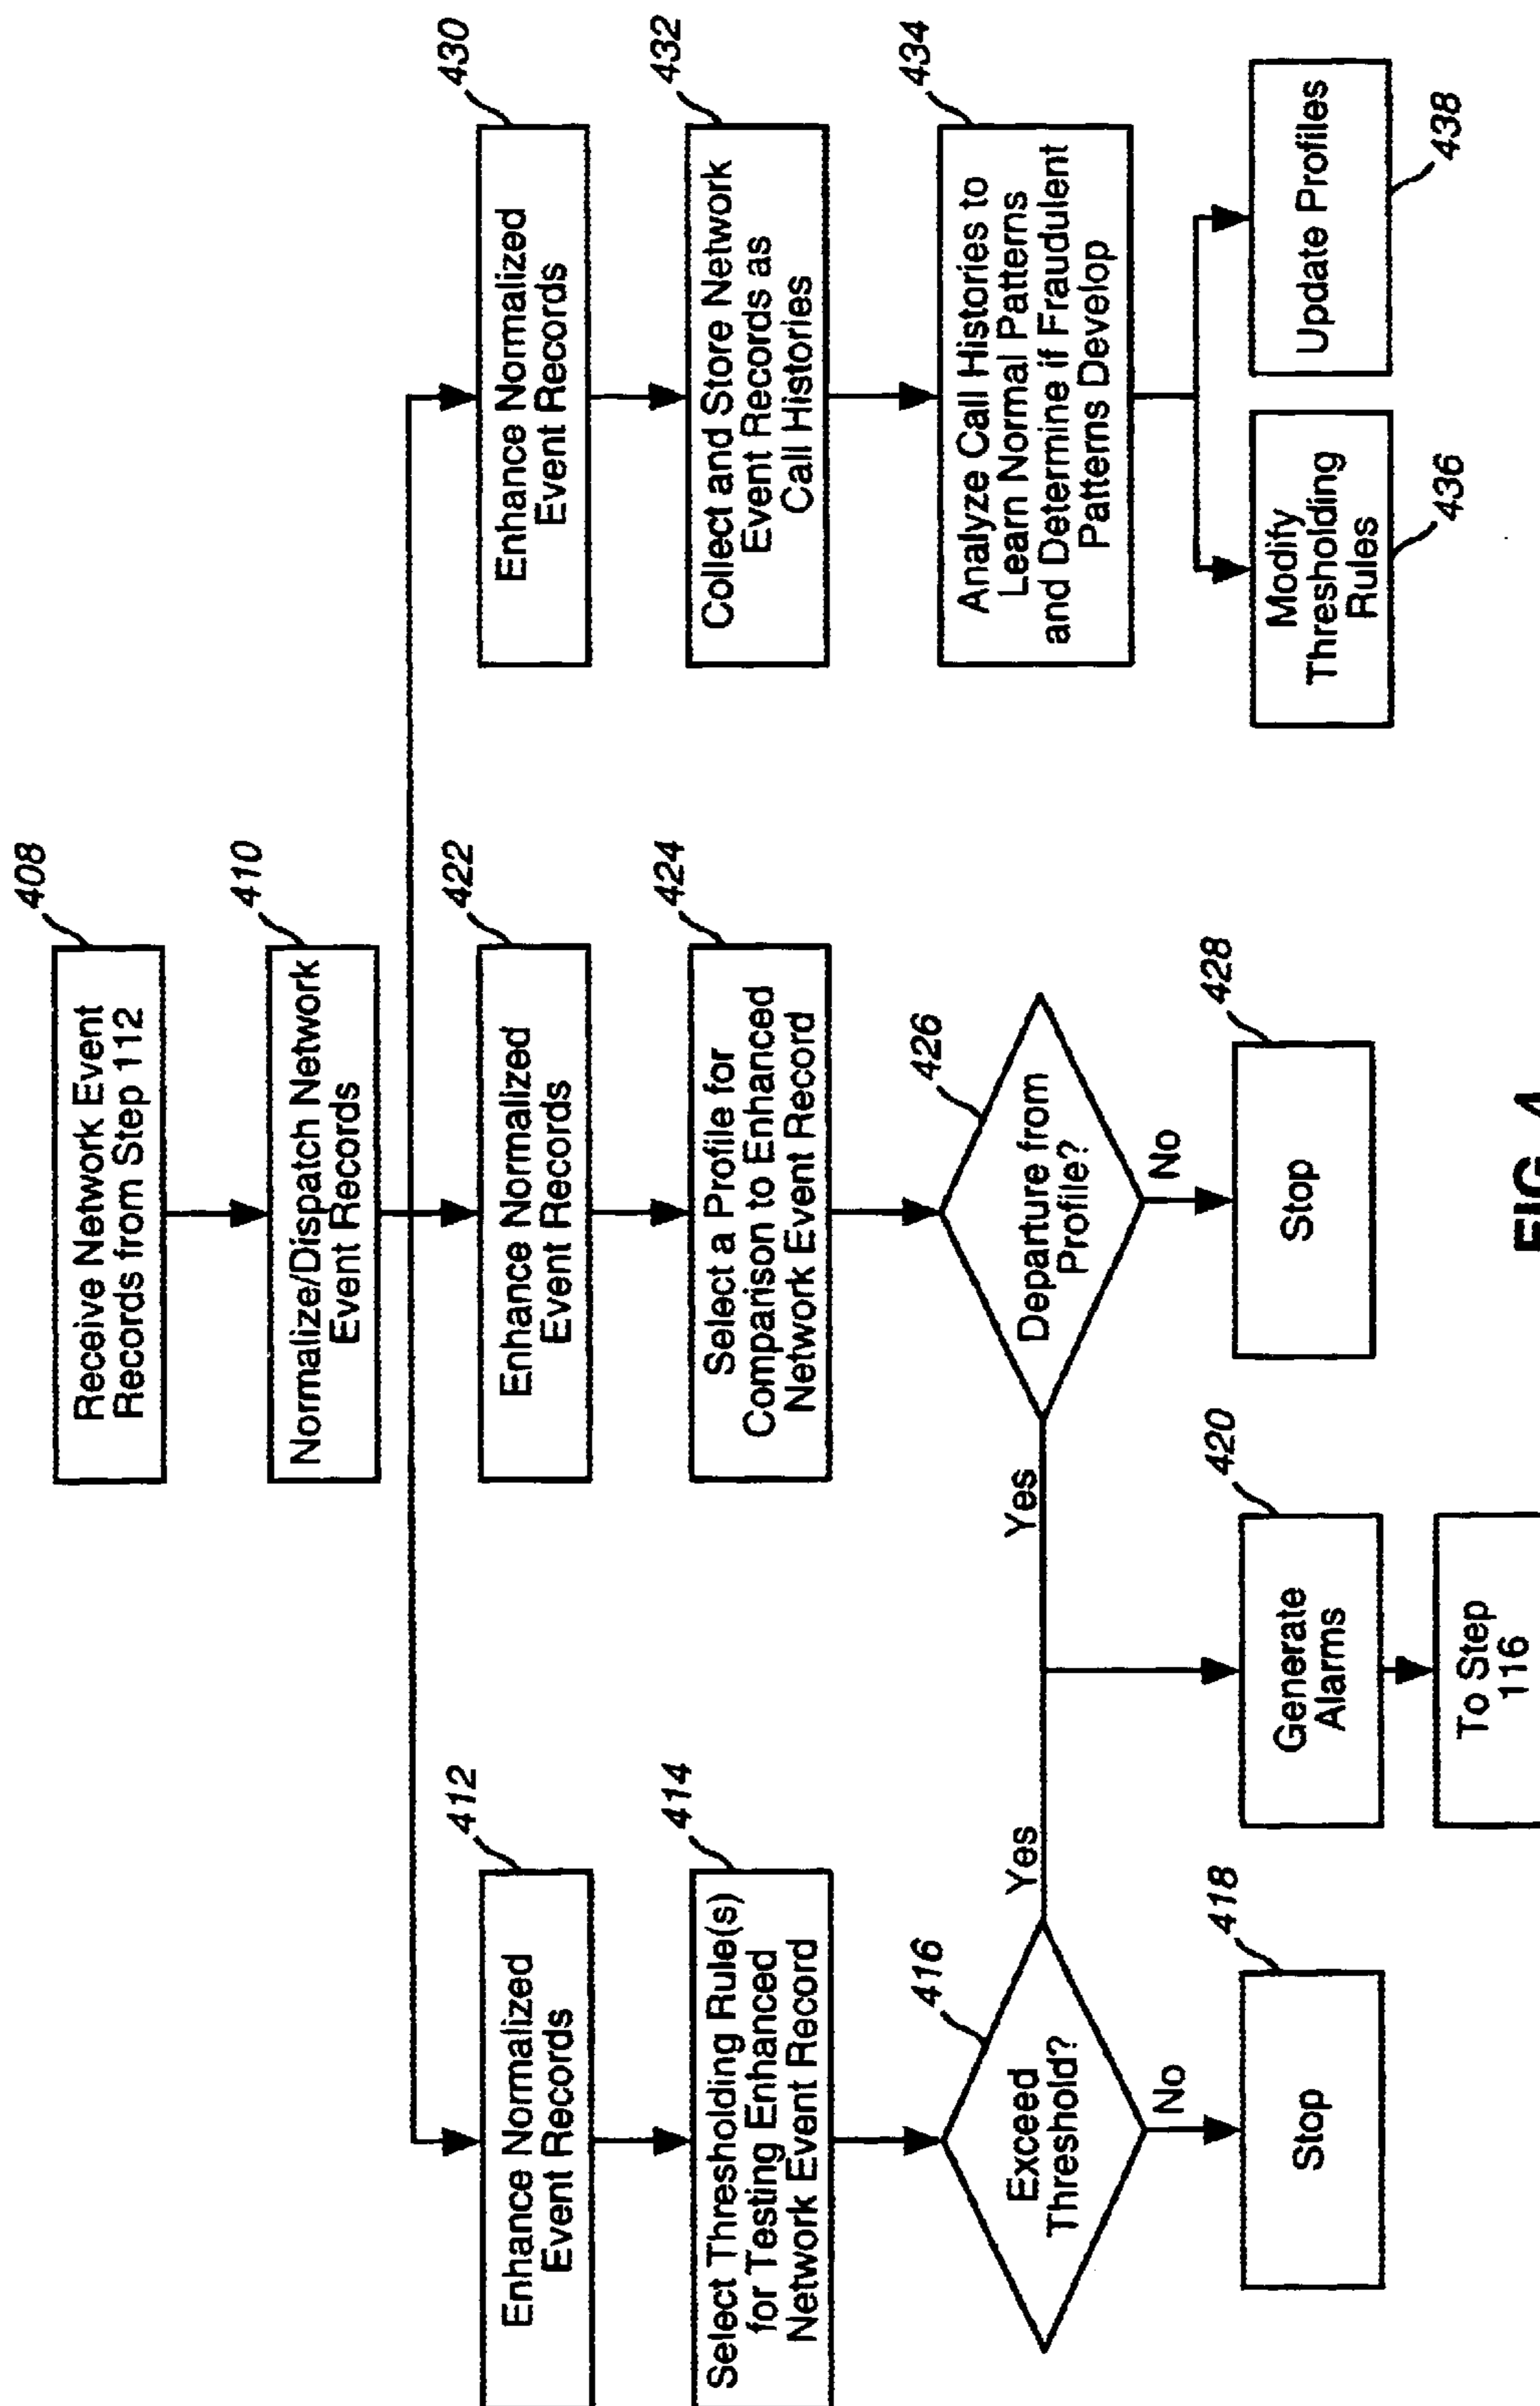 408
Receive Network Event
Records from Step 112
410
Normalize/Dispatch Network
Event Records
412
Enhance Normalized
Event Records
414
Select Thresholding Rule(s)
for Testing Enhanced
Network Event Record
416
Exceed
Threshold?
Yes
No
418
Stop
422
Enhance Normalized
Event Records
424
Select a Profile for
Comparison to Enhanced
Network Event Record
426
Departure from
Profile?
Yes
No
428
Stop
420
Generate
Alarms
To Step
116
430
Enhance Normalized
Event Records
432
Collect and Store Network
Event Records as
Call Histories
434
Analyze Call Histories to
Learn Normal Patterns
and Determine if Fraudulent
Patterns Develop
Modify
Thresholding
Rules
436
Update Profiles
438
FIG. 4